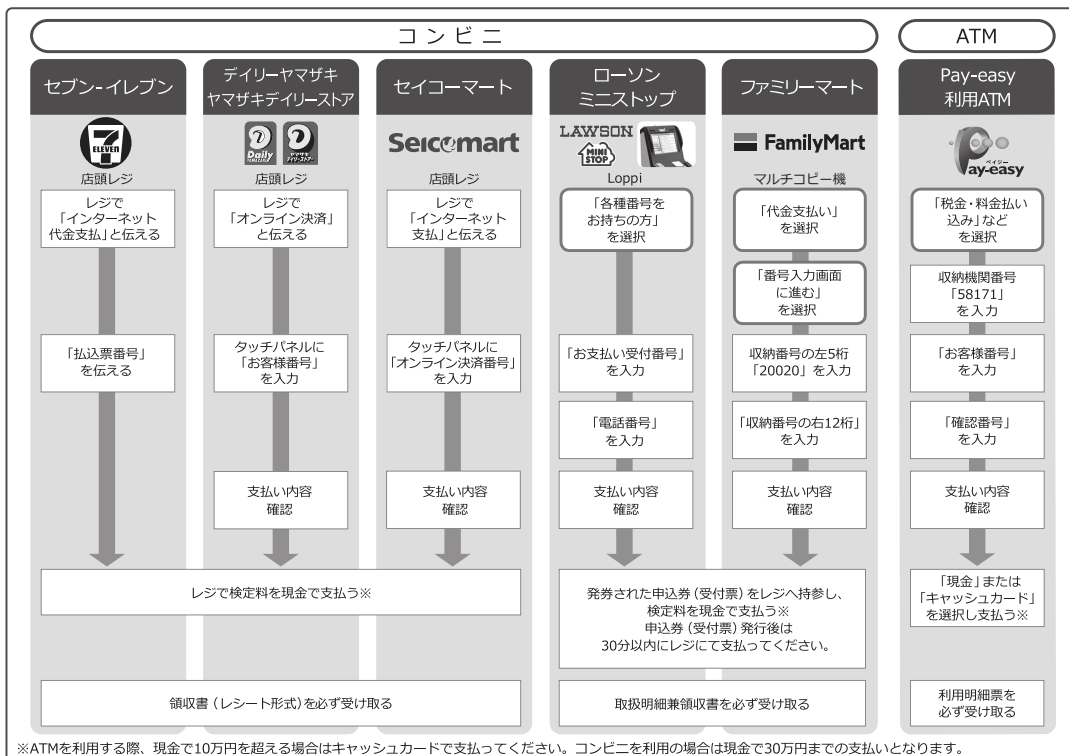 コンビニ
ATM
セブン-イレブン
7
ELEVEN
店頭レジ
レジで
「インターネット
代金支払」と伝える
「払込票番号」
を伝える
デイリーヤマザキ
ヤマザキデイリーストア
Daily
YAMAZAKI
ヤマザキ
デイリーストアー
店頭レジ
レジで
「オンライン決済」
と伝える
タッチパネルに
「お客様番号」
を入力
支払い内容
確認
セイコーマート
Seicomart
店頭レジ
レジで
「インターネット
支払」と伝える
タッチパネルに
「オンライン決済番号」
を入力
支払い内容
確認
レジで検定料を現金で支払う※
領収書（レシート形式）を必ず受け取る
ローソン
ミニストップ
LAWSON
MINI
STOP
Loppi
「各種番号を
お持ちの方」
を選択
「お支払い受付番号」
を入力
「電話番号」
を入力
支払い内容
確認
ファミリーマート
FamilyMart
マルチコピー機
「代金支払い」
を選択
「番号入力画面
に進む」
を選択
収納番号の左5桁
「20020」を入力
「収納番号の右12桁」
を入力
支払い内容
確認
発券された申込券（受付票）をレジへ持参し、
検定料を現金で支払う※
申込券（受付票）発行後は
30分以内にレジにて支払ってください。
取扱明細兼領収書を必ず受け取る
Pay-easy
利用ATM
ペイジー
Pay-easy
「税金・料金払い
込み」など
を選択
収納機関番号
「58171」
を入力
「お客様番号」
を入力
「確認番号」
を入力
支払い内容
確認
「現金」または
「キャッシュカード」
を選択し支払う※
利用明細票を
必ず受け取る
※ATMを利用する際、現金で10万円を超える場合はキャッシュカードで支払ってください。コンビニを利用の場合は現金で30万円までの支払いとなります。